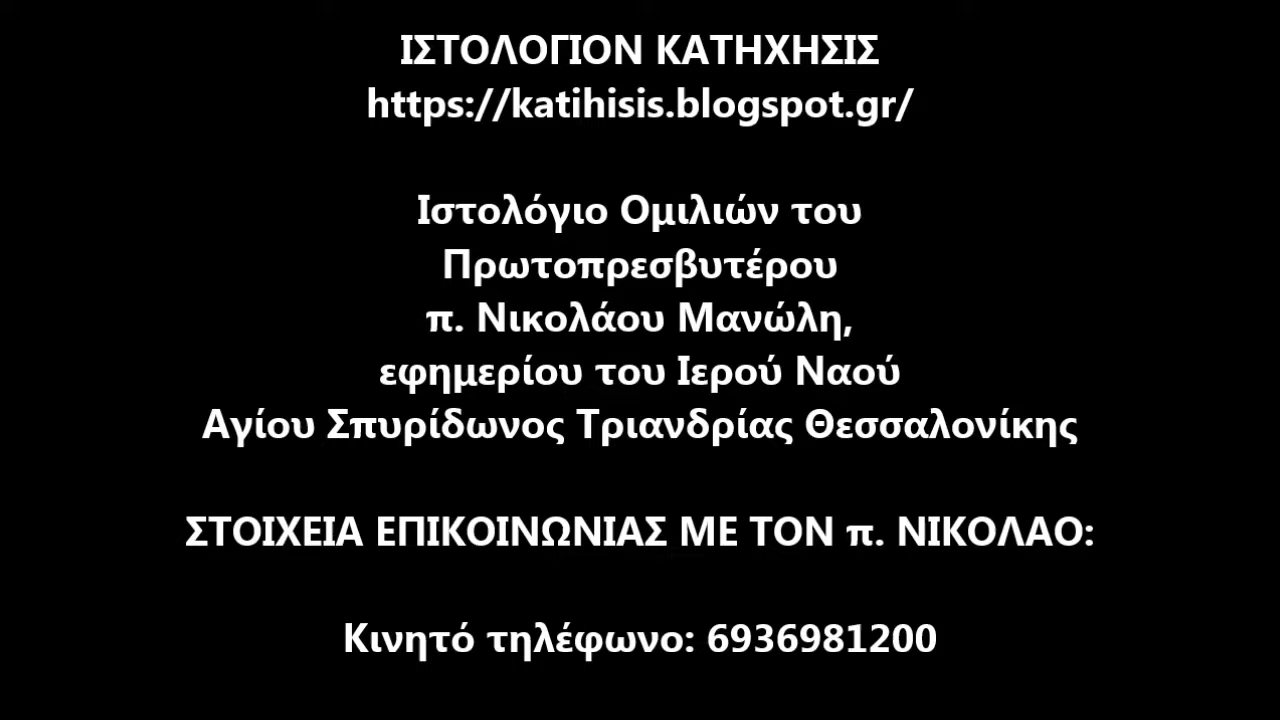 ΙΣΤΟΛΟΓΙΟΝ ΚΑΤΗΧΗΣΙΣ
https://katihisis.blogspot.gr/
Ιστολόγιο Ομιλιών του
Πρωτοπρεσβυτέρου
π. Νικολάου Μανώλη,
εφημερίου του Ιερού Ναού
Αγίου Σπυρίδωνος Τριανδρίας Θεσσαλονίκης
ΣΤΟΙΧΕΙΑ ΕΠΙΚΟΙΝΩΝΙΑΣ ΜΕ ΤΟΝ π. ΝΙΚΟΛΑΟ:
Κινητό τηλέφωνο: 6936981200